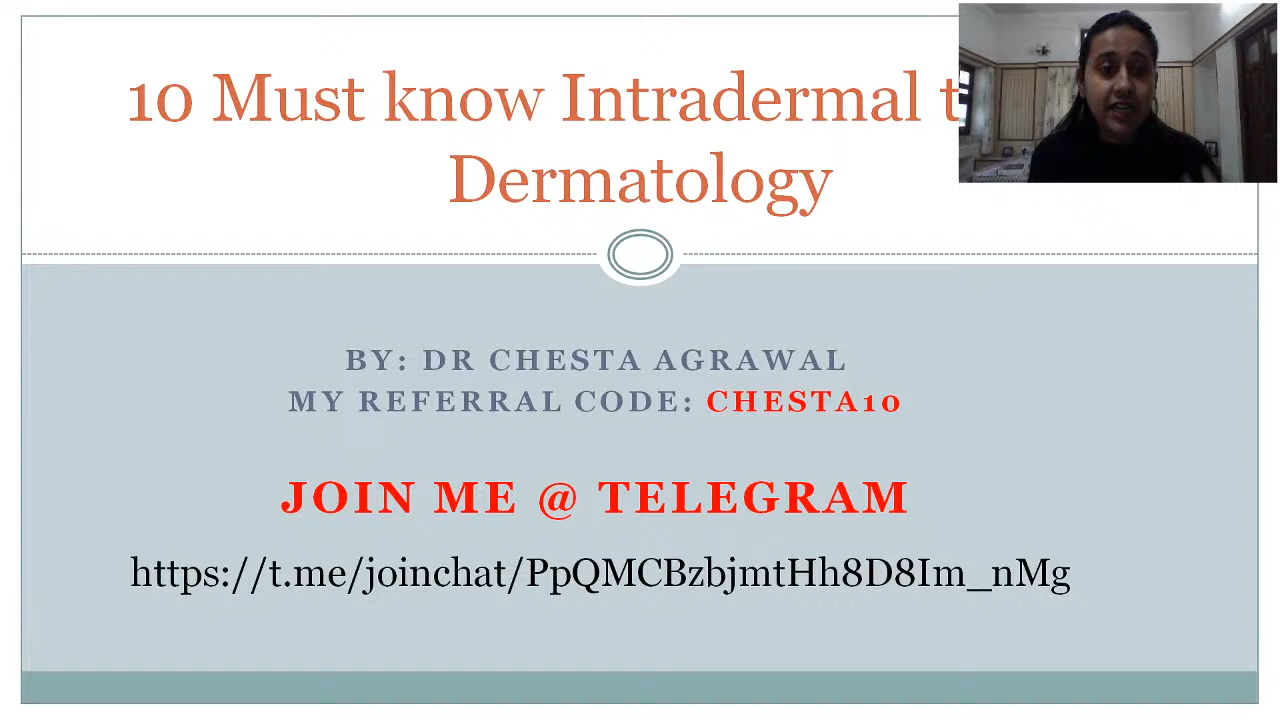 10 Must know Intradermal
Dermatology
BY: DR CHESTA AGRAWAL
MY REFERRAL CODE: CHESTA10
JOIN ME @ TELEGRAM
https://t.me/joinchat/PpQMCBzbjmtHh8D8Im_nMg